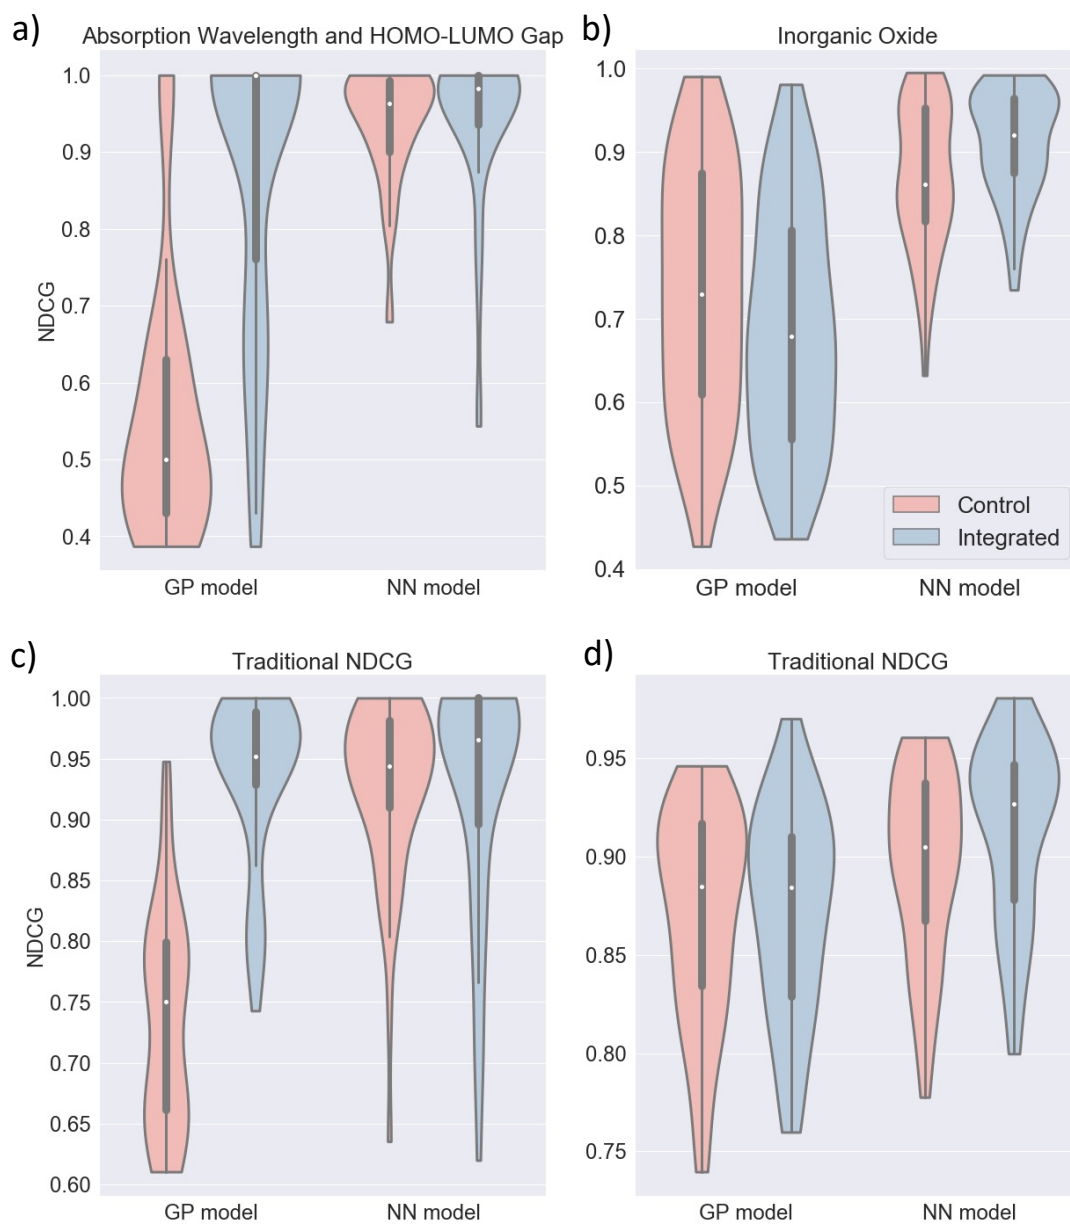 a)
Absorption Wavelength and HOMO-LUMO Gap
1.0
0.9
0.8
0.7
0.6
0.5
0.4
NDCG
GP model NN model
b)
Inorganic Oxide
1.0
0.9
0.8
0.7
0.6
0.5
0.4
Control
Integrated
GP model NN model
c)
Traditional NDCG
1.00
0.95
0.90
0.85
0.80
0.75
0.70
0.65
0.60
NDCG
GP model NN model
d)
Traditional NDCG
0.95
0.90
0.85
0.80
0.75
GP model NN model